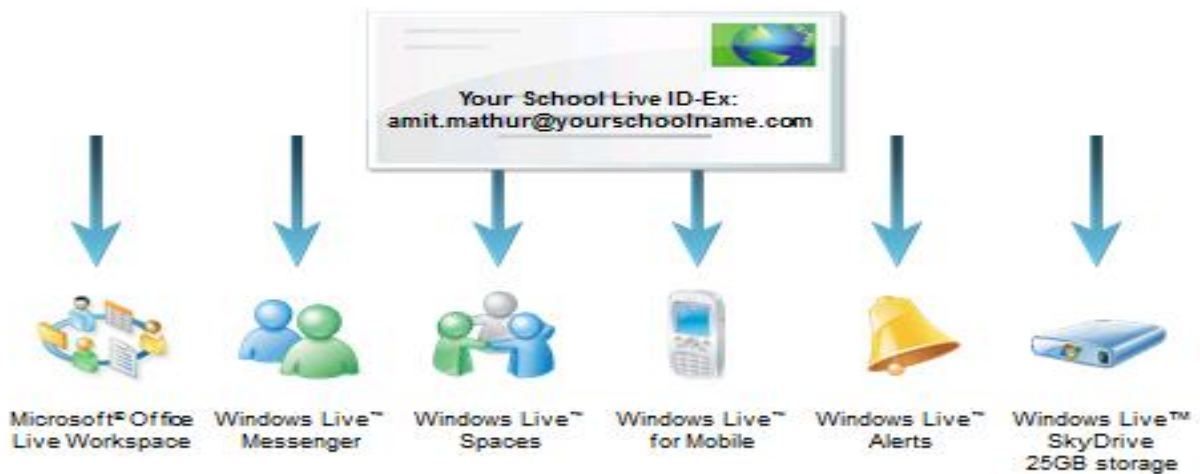 Your School Live ID-Ex:
amit.mathur@yourschoolname.com
Microsoft® Office
Live Workspace
Windows Live™
Messenger
Windows Live™
Spaces
Windows Live™
for Mobile
Windows Live™
Alerts
Windows Live™
SkyDrive
25GB storage